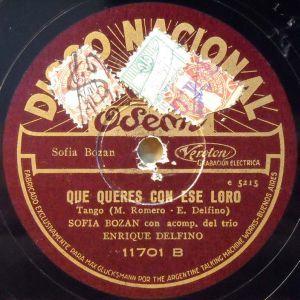 DISCO NACIONAL
Odeon
Sofia Bozan
Veroton
GRABACIÓN ELECTRICA
e 5215
QUE QUERES CON ESE LORO
Tango (M. Romero - E. Delfino)
SOFIA BOZAN con acomp. del trio
ENRIQUE DELFINO
11701 B
FABRICADO EXCLUSIVAMENTE PARA MAX GLÜCKSMANN POR THE ARGENTINE TALKING MACHINE WORKS-BUENOS AIRES